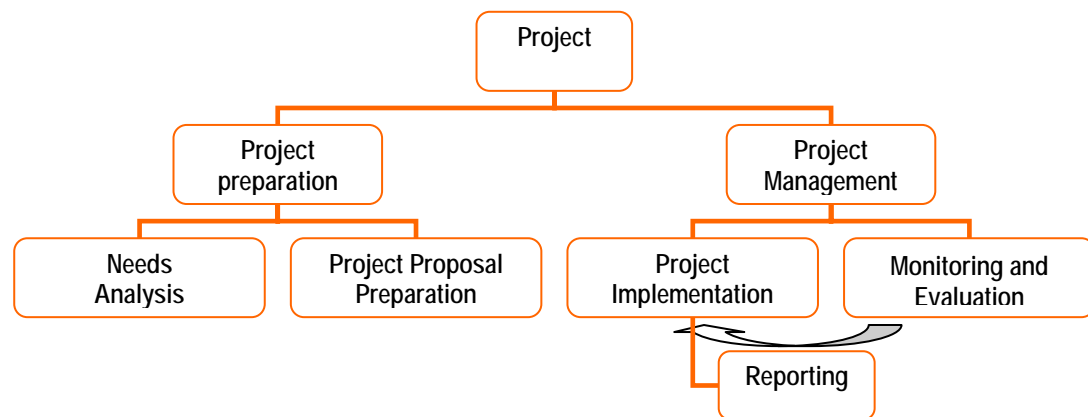 Project
Project
preparation
Project
Management
Needs
Analysis
Project Proposal
Preparation
Project
Implementation
Monitoring and
Evaluation
Reporting